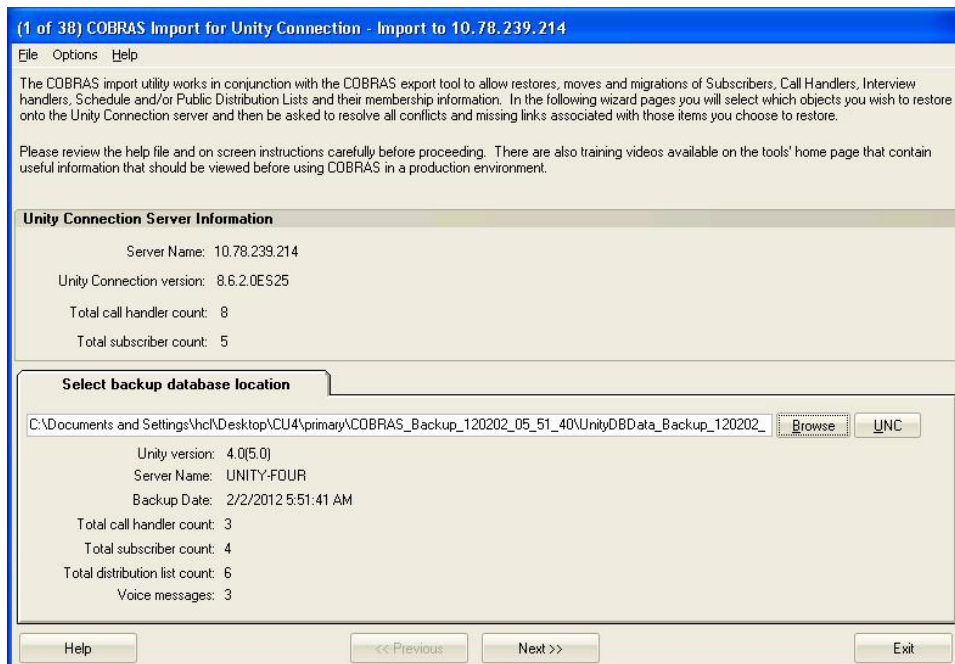 (1 of 38) COBRAS Import for Unity Connection - Import to 10.78.239.214
File Options Help
The COBRAS import utility works in conjunction with the COBRAS export tool to allow restores, moves and migrations of Subscribers, Call Handlers, Interview
handlers, Schedule and/or Public Distribution Lists and their membership information. In the following wizard pages you will select which objects you wish to restore
onto the Unity Connection server and then be asked to resolve all conflicts and missing links associated with those items you choose to restore.
Please review the help file and on screen instructions carefully before proceeding. There are also training videos available on the tools' home page that contain
useful information that should be viewed before using COBRAS in a production environment.
Unity Connection Server Information
Server Name: 10.78.239.214
Unity Connection version: 8.6.2.0ES25
Total call handler count: 8
Total subscriber count: 5
Select backup database location
C:\Documents and Settings\hcl\Desktop\CU4\primary\COBRAS_Backup_120202_05_51_40\UnityDBData_Backup_120202_ Browse UNC
Unity version: 4.0(5.0)
Server Name: UNITY-FOUR
Backup Date: 2/2/2012 5:51:41 AM
Total call handler count: 3
Total subscriber count: 4
Total distribution list count: 6
Voice messages: 3
Help << Previous Next >> Exit